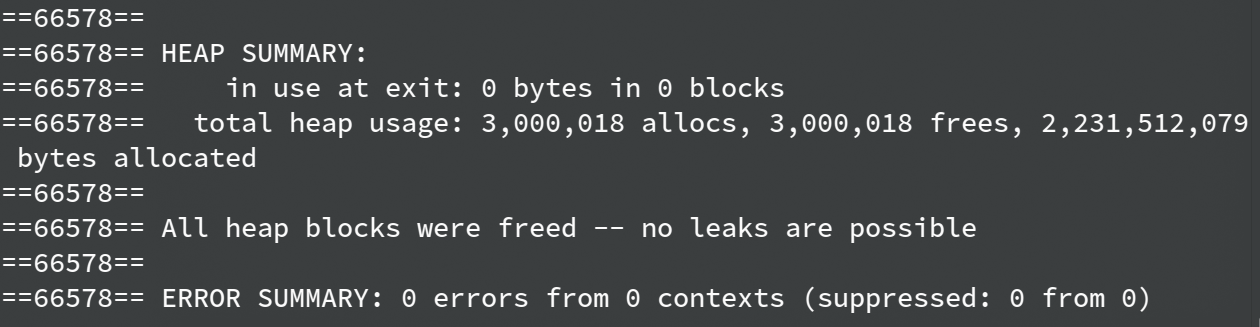 ==66578==
==66578== HEAP SUMMARY:
==66578==     in use at exit: 0 bytes in 0 blocks
==66578==   total heap usage: 3,000,018 allocs, 3,000,018 frees, 2,231,512,079
 bytes allocated
==66578==
==66578== All heap blocks were freed -- no leaks are possible
==66578==
==66578== ERROR SUMMARY: 0 errors from 0 contexts (suppressed: 0 from 0)